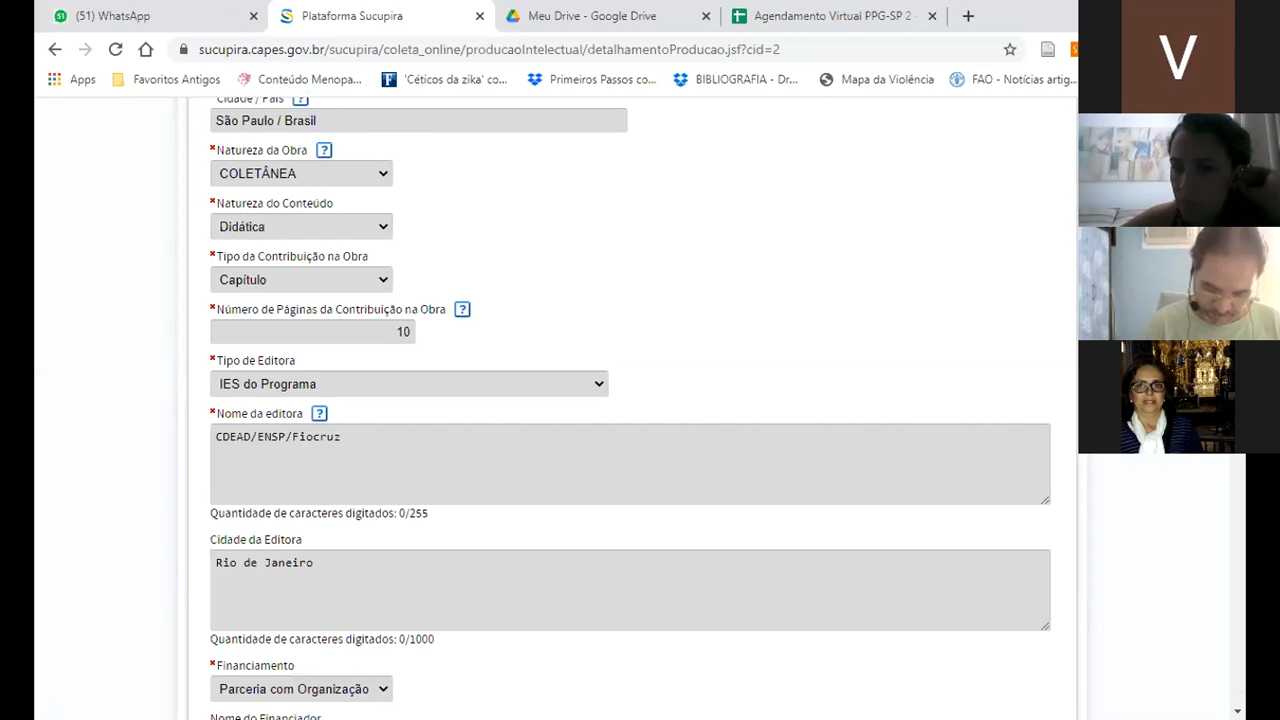 (51) WhatsApp
Plataforma Sucupira
Meu Drive - Google Drive
Agendamento Virtual PPG-SP 2 -
sucupira.capes.gov.br/sucupira/coleta_online/producaoIntelectual/detalhamentoProducao.jsf?cid=2
Apps
Favoritos Antigos
Conteúdo Menopa...
'Céticos da zika' co...
Primeiros Passos co...
BIBLIOGRAFIA - Dr...
Mapa da Violência
FAO - Notícias artig...
V
*Cidade / País ?
São Paulo / Brasil
*Natureza da Obra ?
COLETÂNEA
*Natureza do Conteúdo
Didática
*Tipo da Contribuição na Obra
Capítulo
*Número de Páginas da Contribuição na Obra ?
10
*Tipo de Editora
IES do Programa
*Nome da editora ?
CDEAD/ENSP/Fiocruz
Quantidade de caracteres digitados: 0/255
Cidade da Editora
Rio de Janeiro
Quantidade de caracteres digitados: 0/1000
*Financiamento
Parceria com Organização
Nome do Financiador